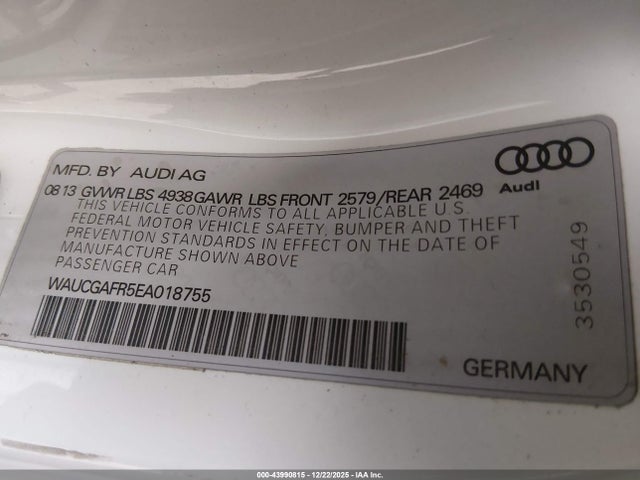 MFD. BY AUDI AG
08 13 GVWR LBS 4938 GAWR LBS FRONT 2579/REAR 2469
THIS VEHICLE CONFORMS TO ALL APPLICABLE U.S.
FEDERAL MOTOR VEHICLE SAFETY, BUMPER AND THEFT
PREVENTION STANDARDS IN EFFECT ON THE DATE OF
MANUFACTURE SHOWN ABOVE
PASSENGER CAR
WAUCGAFR5EA018755
Audi
3530549
GERMANY
000-43990815 - 12/22/2025 - IAA Inc.